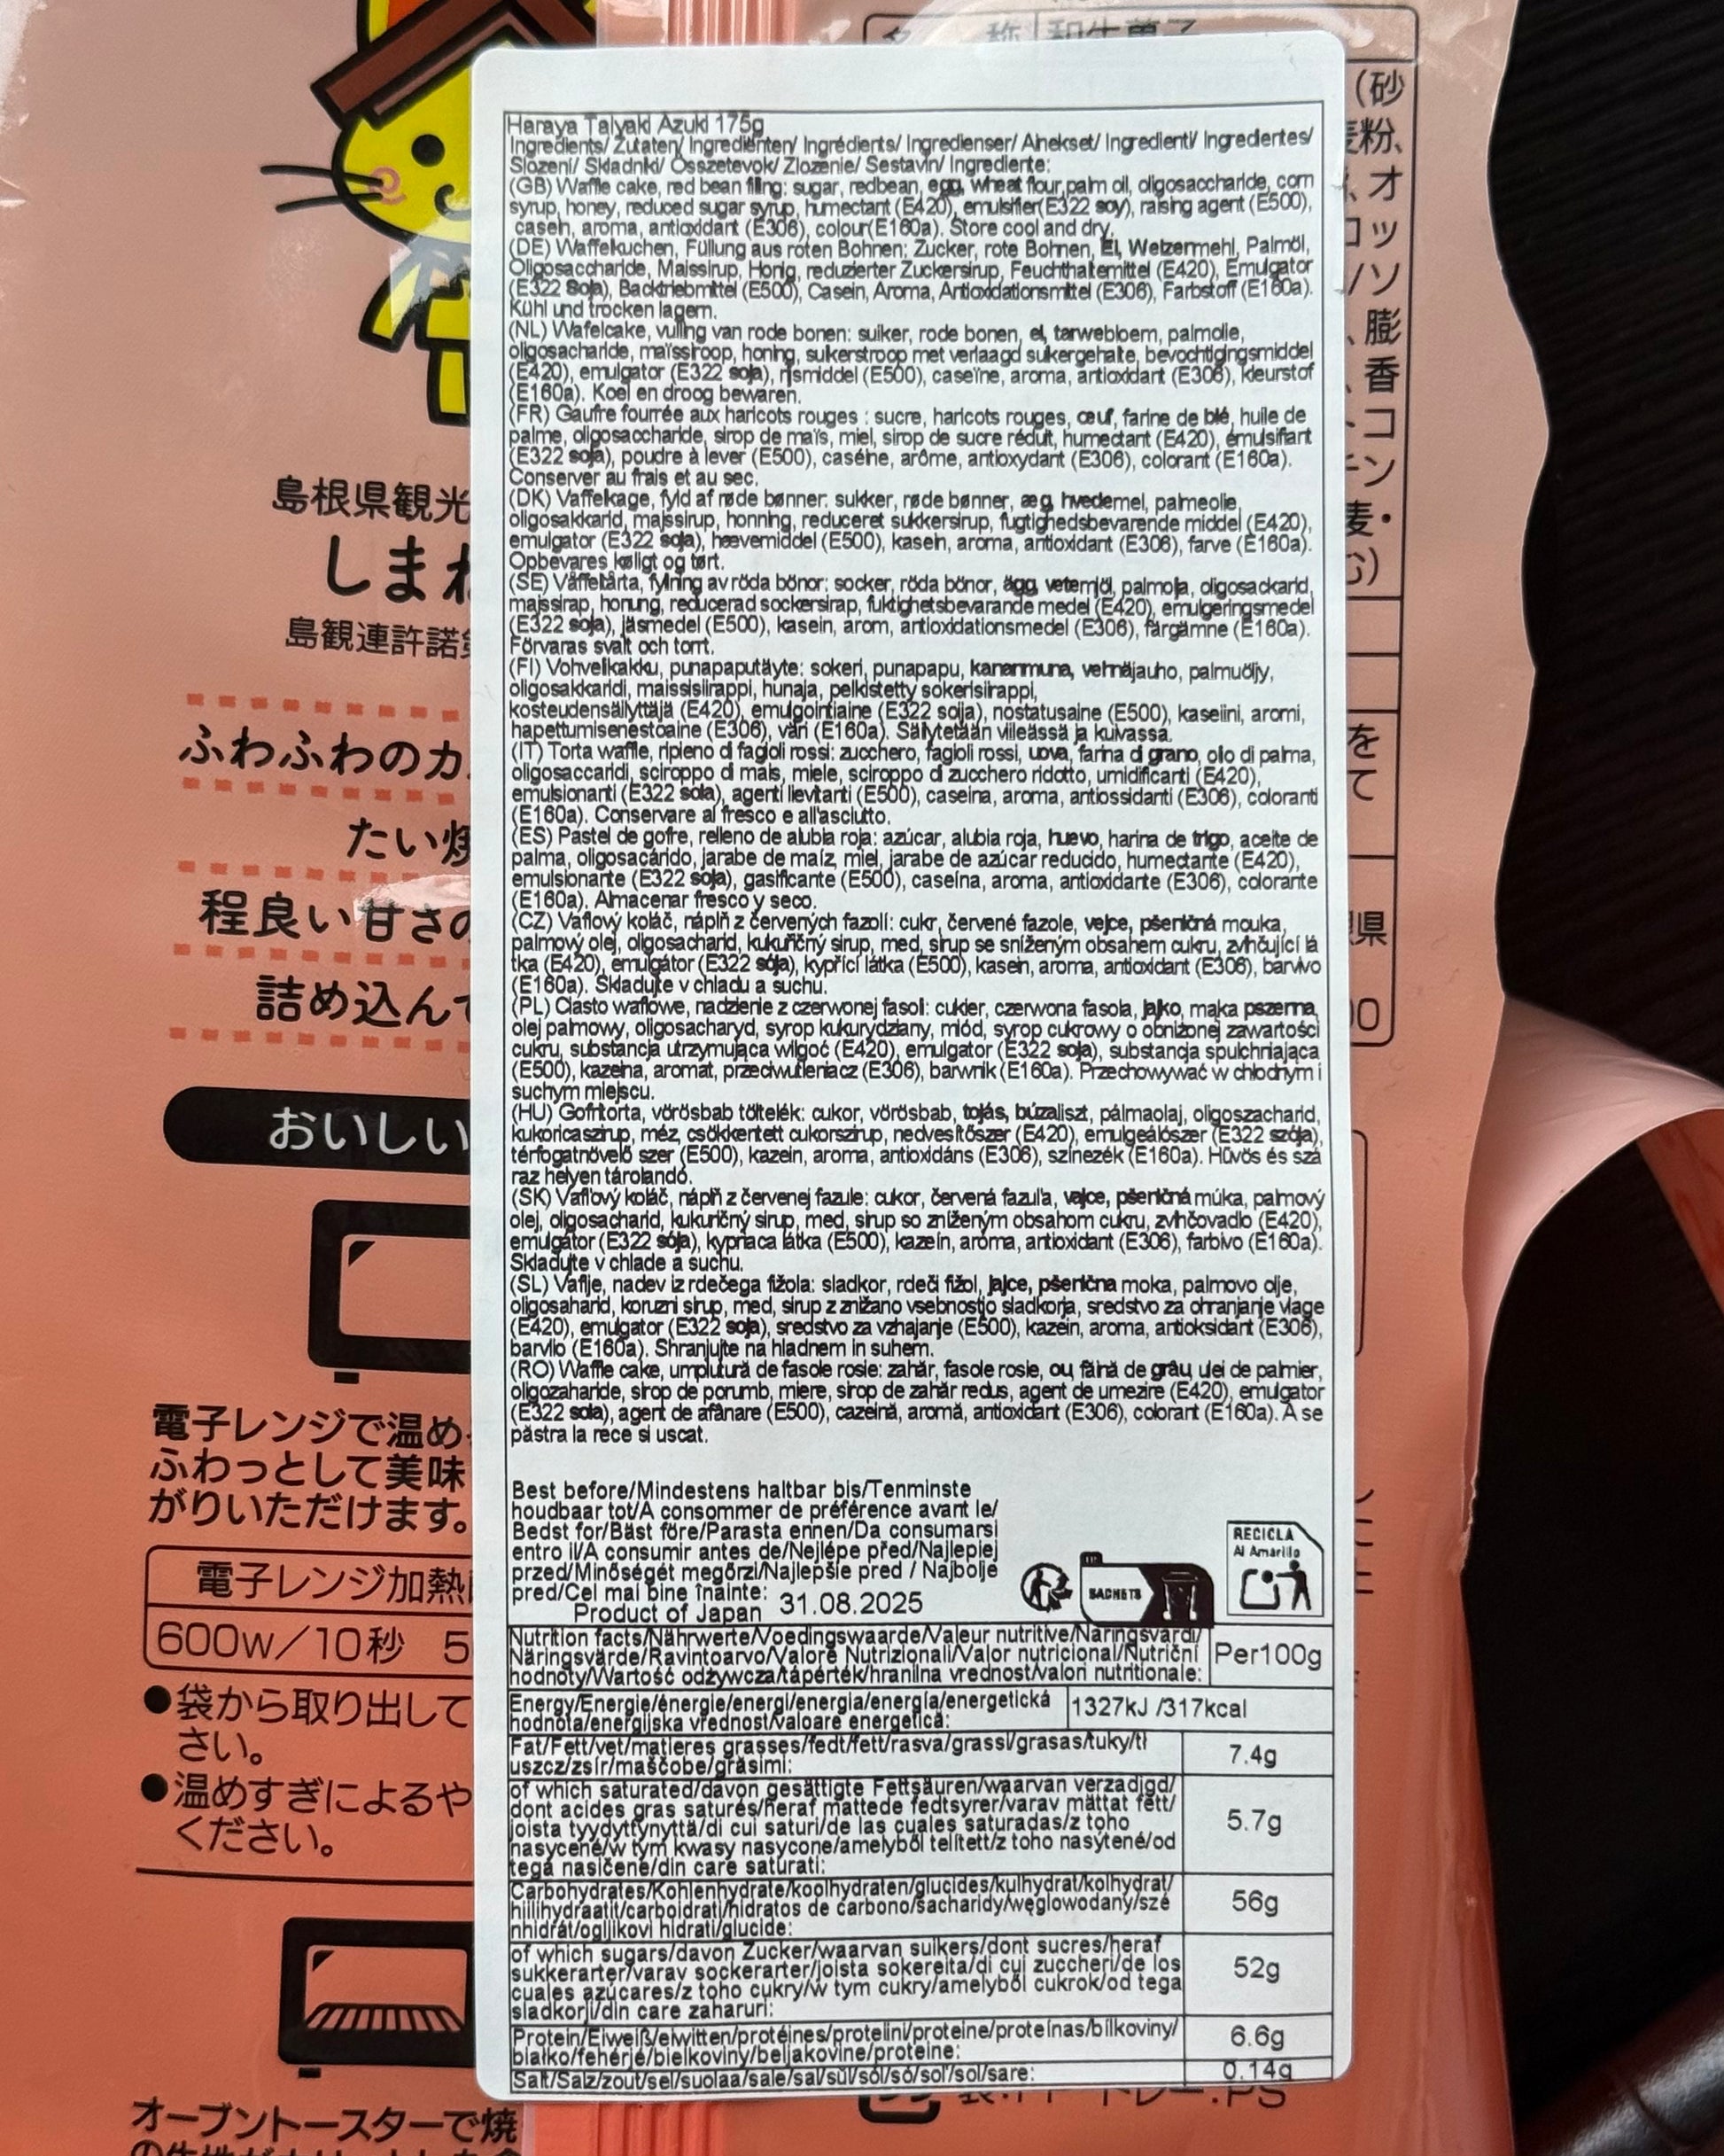 名 称 和生菓子
(砂
麦粉、
オ
コッ
/ソ
、膨
、香
コ
チン
麦・
む)
を
て
県
00
島根県観光
しまね
島観連許諾第
ふわふわのカ
たい焼
程良い甘さの
詰め込んで
おいしい
電子レンジで温め
ふわっとして美味
がりいただけます。
電子レンジ加熱
600w/10秒 5
●袋から取り出して
さい。
●温めすぎによるや
ください。
オーブントースターで焼
Haraya Taiyaki Azuki 175g
Ingredients/ Zutaten/ Ingrediënten/ Ingrédients/ Ingredienser/ Ainekset/ Ingredienti/ Ingredientes/
Složení/ Składniki/ Összetevok/ Zlozenie/ Sestavin/ Ingrediente:
(GB) Waffle cake, red bean filling: sugar, redbean, egg, wheat flour,palm oil, oligosaccharide, corn
syrup, honey, reduced sugar syrup, humectant (E420), emulsifier(E322 soy), raising agent (E500),
casein, aroma, antioxidant (E306), colour(E160a). Store cool and dry.
(DE) Waffelkuchen, Füllung aus roten Bohnen: Zucker, rote Bohnen, Ei, Weizenmehl, Palmöl,
Oligosaccharide, Maissirup, Honig, reduzierter Zuckersirup, Feuchthaltemittel (E420), Emulgator
(E322 Soja), Backtriebmittel (E500), Casein, Aroma, Antioxidationsmittel (E306), Farbstoff (E160a).
Kühl und trocken lagern.
(NL) Wafelcake, vulling van rode bonen: suiker, rode bonen, ei, tarwebloem, palmolie,
oligosacharide, maïssiroop, honing, suikerstroop met verlaagd suikergehalte, bevochtigingsmiddel
(E420), emulgator (E322 soja), rijsmiddel (E500), caseïne, aroma, antioxidant (E306), kleurstof
(E160a). Koel en droog bewaren.
(FR) Gaufre fourrée aux haricots rouges : sucre, haricots rouges, œuf, farine de blé, huile de
palme, oligosaccharide, sirop de maïs, miel, sirop de sucre réduit, humectant (E420), émulsifiant
(E322 soja), poudre à lever (E500), caséine, arôme, antioxydant (E306), colorant (E160a).
Conserver au frais et au sec.
(DK) Vaffelkage, fyld af røde bønner: sukker, røde bønner, æg, hvedemel, palmeolie,
oligosakkarid, majssirup, honning, reduceret sukkersirup, fugtighedsbevarende middel (E420),
emulgator (E322 soja), hævemiddel (E500), kasein, aroma, antioxidant (E306), farve (E160a).
Opbevares køligt og tørt.
(SE) Våffeltårta, fyllning av röda bönor: socker, röda bönor, ägg, vetemjöl, palmolja, oligosackarid,
majssirap, honung, reducerad sockersirap, fuktighetsbevarande medel (E420), emulgeringsmedel
(E322 soja), jäsmedel (E500), kasein, arom, antioxidationsmedel (E306), färgämne (E160a).
Förvaras svalt och torrt.
(FI) Vohvelikakku, punapaputäyte: sokeri, punapapu, kananmuna, vehnäjauho, palmuöljy,
oligosakkaridi, maissisiirappi, hunaja, pelkistetty sokerisiirappi,
kosteudensäilyttäjä (E420), emulgointiaine (E322 soija), nostatusaine (E500), kaseiini, aromi,
hapettumisenestoaine (E306), väri (E160a). Säilytetään viileässä ja kuivassa.
(IT) Torta waffle, ripieno di fagioli rossi: zucchero, fagioli rossi, uova, farina di grano, olio di palma,
oligosaccaridi, sciroppo di mais, miele, sciroppo di zucchero ridotto, umidificanti (E420),
emulsionanti (E322 soia), agenti lievitanti (E500), caseina, aroma, antiossidanti (E306), coloranti
(E160a). Conservare al fresco e all'asciutto.
(ES) Pastel de gofre, relleno de alubia roja: azúcar, alubia roja, huevo, harina de trigo, aceite de
palma, oligosacárido, jarabe de maíz, miel, jarabe de azúcar reducido, humectante (E420),
emulsionante (E322 soja), gasificante (E500), caseína, aroma, antioxidante (E306), colorante
(E160a). Almacenar fresco y seco.
(CZ) Vaflový koláč, náplň z červených fazolí: cukr, červené fazole, vejce, pšeničná mouka,
palmový olej, oligosacharid, kukuřičný sirup, med, sirup se sníženým obsahem cukru, zvlhčující lá
tka (E420), emulgátor (E322 sója), kypřící látka (E500), kasein, aroma, antioxidant (E306), barvivo
(E160a). Skladujte v chladu a suchu.
(PL) Ciasto waflowe, nadzienie z czerwonej fasoli: cukier, czerwona fasola, jajko, mąka pszenna,
olej palmowy, oligosacharyd, syrop kukurydziany, miód, syrop cukrowy o obniżonej zawartości
cukru, substancja utrzymująca wilgoć (E420), emulgator (E322 soja), substancja spulchniająca
(E500), kazeina, aromat, przeciwutleniacz (E306), barwnik (E160a). Przechowywać w chłodnym i
suchym miejscu.
(HU) Gofritorta, vörösbab töltelék: cukor, vörösbab, tojás, búzaliszt, pálmaolaj, oligoszacharid,
kukoricaszirup, méz, csökkentett cukorszirup, nedvesítőszer (E420), emulgeálószer (E322 szója),
térfogatnövelő szer (E500), kazein, aroma, antioxidáns (E306), színezék (E160a). Hűvös és szá
raz helyen tárolandó.
(SK) Vafľový koláč, náplň z červenej fazule: cukor, červená fazuľa, vajce, pšeničná múka, palmový
olej, oligosacharid, kukuričný sirup, med, sirup so zníženým obsahom cukru, zvlhčovadlo (E420),
emulgátor (E322 sója), kypriaca látka (E500), kazeín, aróma, antioxidant (E306), farbivo (E160a).
Skladujte v chlade a suchu.
(SL) Vaflje, nadev iz rdečega fižola: sladkor, rdeči fižol, jajce, pšenična moka, palmovo olje,
oligosaharid, koruzni sirup, med, sirup z znižano vsebnostjo sladkorja, sredstvo za ohranjanje vlage
(E420), emulgator (E322 soja), sredstvo za vzhajanje (E500), kazein, aroma, antioksidant (E306),
barvilo (E160a). Shranjujte na hladnem in suhem.
(RO) Waffle cake, umplutură de fasole rosie: zahăr, fasole rosie, ou, făină de grâu, ulei de palmier,
oligozaharide, sirop de porumb, miere, sirop de zahăr redus, agent de umezire (E420), emulgator
(E322 soia), agent de afânare (E500), cazeină, aromă, antioxidant (E306), colorant (E160a). A se
păstra la rece si uscat.
Best before/Mindestens haltbar bis/Tenminste
houdbaar tot/A consommer de préférence avant le/
Bedst for/Bäst före/Parasta ennen/Da consumarsi
entro il/A consumir antes de/Nejlépe před/Najlepiej
przed/Minőségét megőrzi/Najlepšie pred / Najbolje
pred/Cel mai bine înainte:
Product of Japan 31.08.2025
SACHETS
RECICLA
Al Amarillo
Nutrition facts/Nährwerte/Voedingswaarde/Valeur nutritive/Næringsværdi/
Näringsvärde/Ravintoarvo/Valore Nutrizionali/Valor nutricional/Nutriční
hodnoty/Wartość odżywcza/tápérték/hranilna vrednost/valori nutritionale: Per100g
Energy/Energie/énergie/energi/energia/energía/energetická
hodnota/energijska vrednost/valoare energetică: 1327kJ /317kcal
Fat/Fett/vet/matieres grasses/fedt/fett/rasva/grassi/grasas/tuky/tł
uszcz/zsír/maščobe/grăsimi: 7.4g
of which saturated/davon gesättigte Fettsäuren/waarvan verzadigd/
dont acides gras saturés/heraf mættede fedtsyrer/varav mättat fett/
joista tyydyttynyttä/di cui saturi/de las cuales saturadas/z toho
nasycené/w tym kwasy nasycone/amelyből telített/z toho nasýtené/od
tega nasičene/din care saturati: 5.7g
Carbohydrates/Kohlenhydrate/koolhydraten/glucides/kulhydrat/kolhydrat/
hiilihydraatit/carboidrati/hidratos de carbono/sacharidy/węglowodany/szé
nhidrát/ogljikovi hidrati/glucide: 56g
of which sugars/davon Zucker/waarvan suikers/dont sucres/heraf
sukkerarter/varav sockerarter/joista sokereita/di cui zuccheri/de los
cuales azúcares/z toho cukry/w tym cukry/amelyből cukrok/od tega
sladkorji/din care zaharuri: 52g
Protein/Eiweiß/eiwitten/protéines/protelini/proteine/proteínas/bílkoviny/
białko/fehérje/bielkoviny/beljakovine/proteine: 6.6g
Salt/Salz/zout/sel/suolaa/sale/sal/sůl/sól/só/soľ/sol/sare: 0.14g
袋:PP トレー:PS